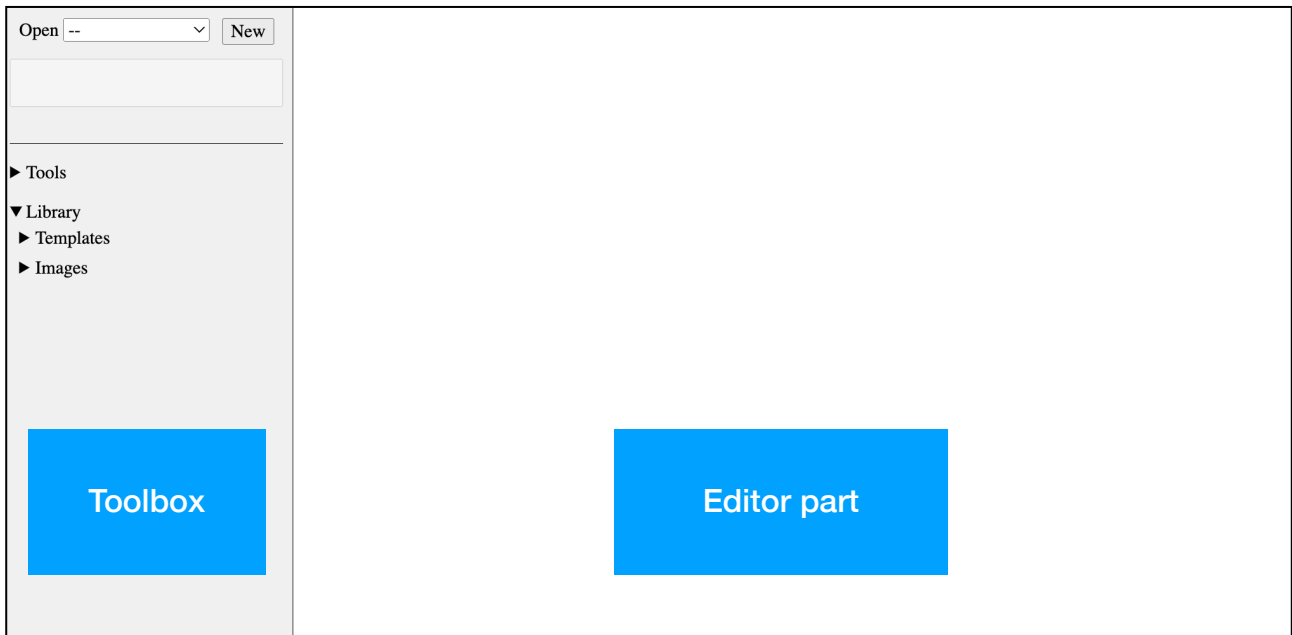 Open -- New
Tools
Library
Templates
Images
Toolbox
Editor part